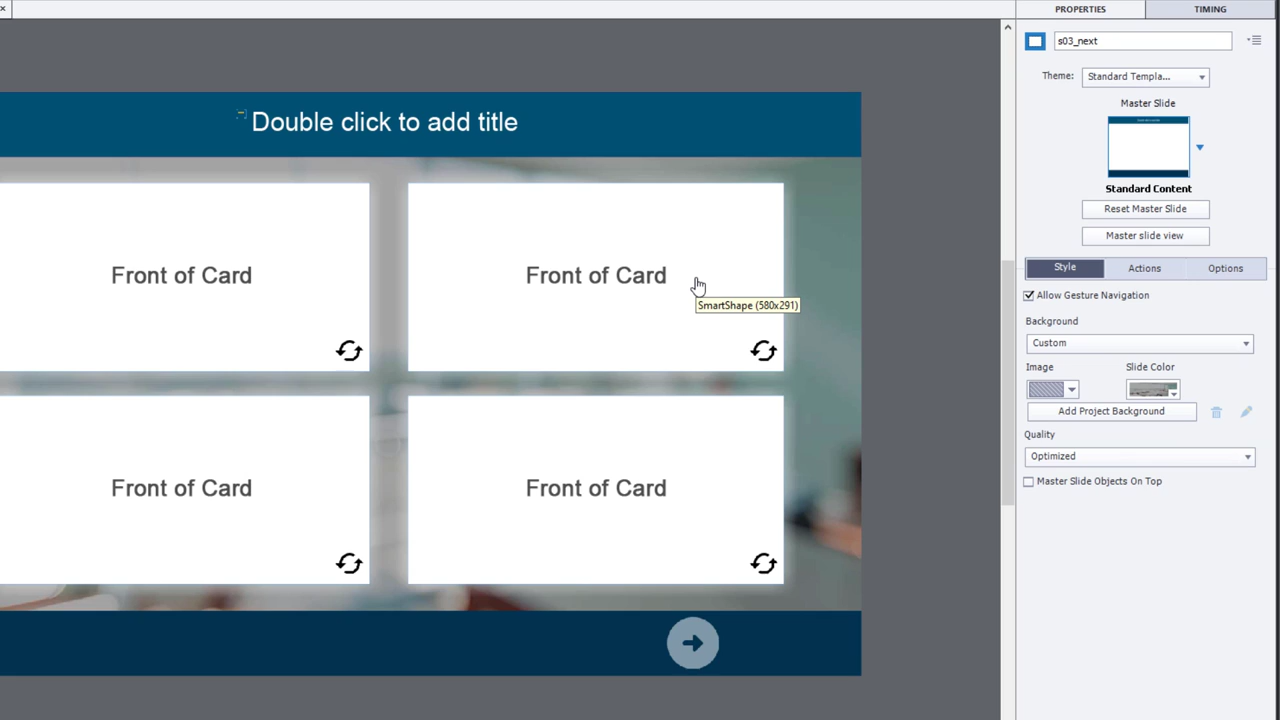 PROPERTIES
TIMING
s03_next
Theme: Standard Templa...
Double click to add title
Master Slide
Standard Content
Reset Master Slide
Master slide view
Front of Card
Front of Card
SmartShape (580x291)
Style
Actions
Options
Allow Gesture Navigation
Background
Custom
Image
Slide Color
Add Project Background
Quality
Optimized
Master Slide Objects On Top
Front of Card
Front of Card